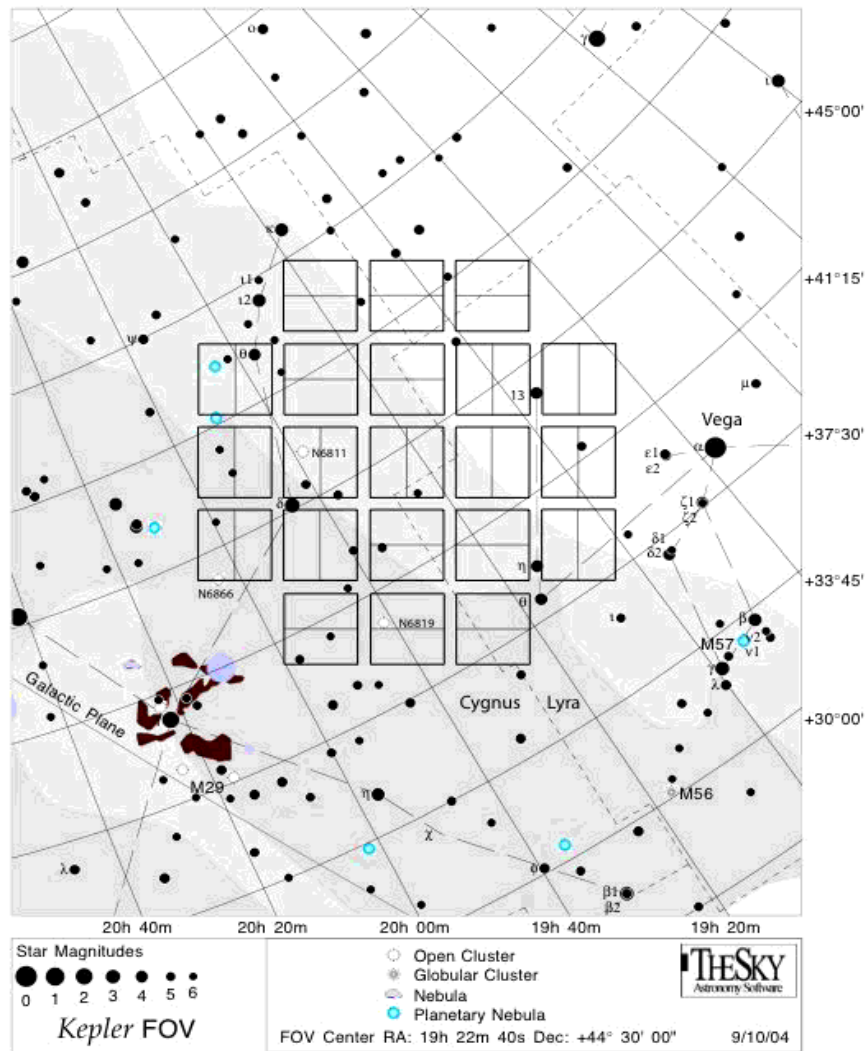 α
γ
ι
+45°00'
κ
ι1
ι2
+41°15'
ψ
θ
13
μ
Vega
α
+37°30'
ε1
ε2
N6811
ζ1
ζ2
δ
δ1
δ2
η
+33°45'
N6866
θ
ι
β
N6819
M57
ν2
ν1
γ
λ
Galactic Plane
Cygnus
Lyra
+30°00'
M29
η
M56
χ
λ
φ
β1
β2
20h 40m
20h 20m
20h 00m
19h 40m
19h 20m
Star Magnitudes
0 1 2 3 4 5 6
Kepler FOV
Open Cluster
Globular Cluster
Nebula
Planetary Nebula
THESKY
Astronomy Software
FOV Center RA: 19h 22m 40s Dec: +44° 30' 00"
9/10/04